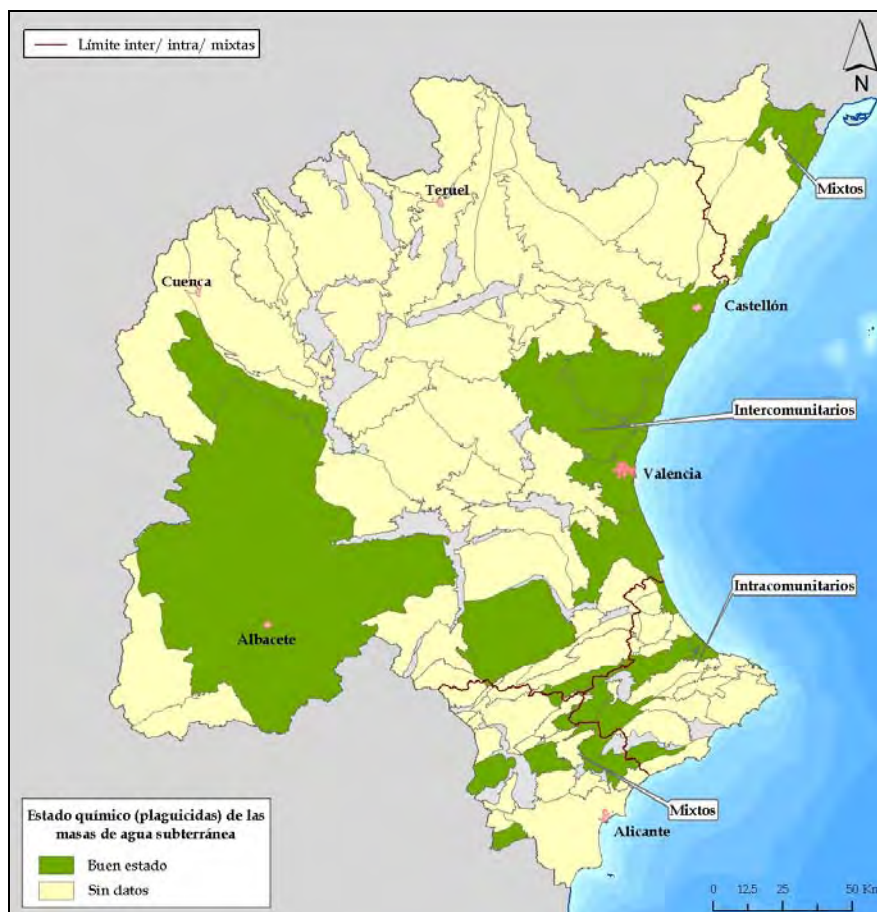 Límite inter/ intra/ mixtas
N
Teruel
Mixtos
Cuenca
Castellón
Intercomunitarios
Valencia
Intracomunitarios
Albacete
Mixtos
Alicante
Estado químico (plaguicidas) de las
masas de agua subterránea
Buen estado
Sin datos
0 12,5 25 50 Km